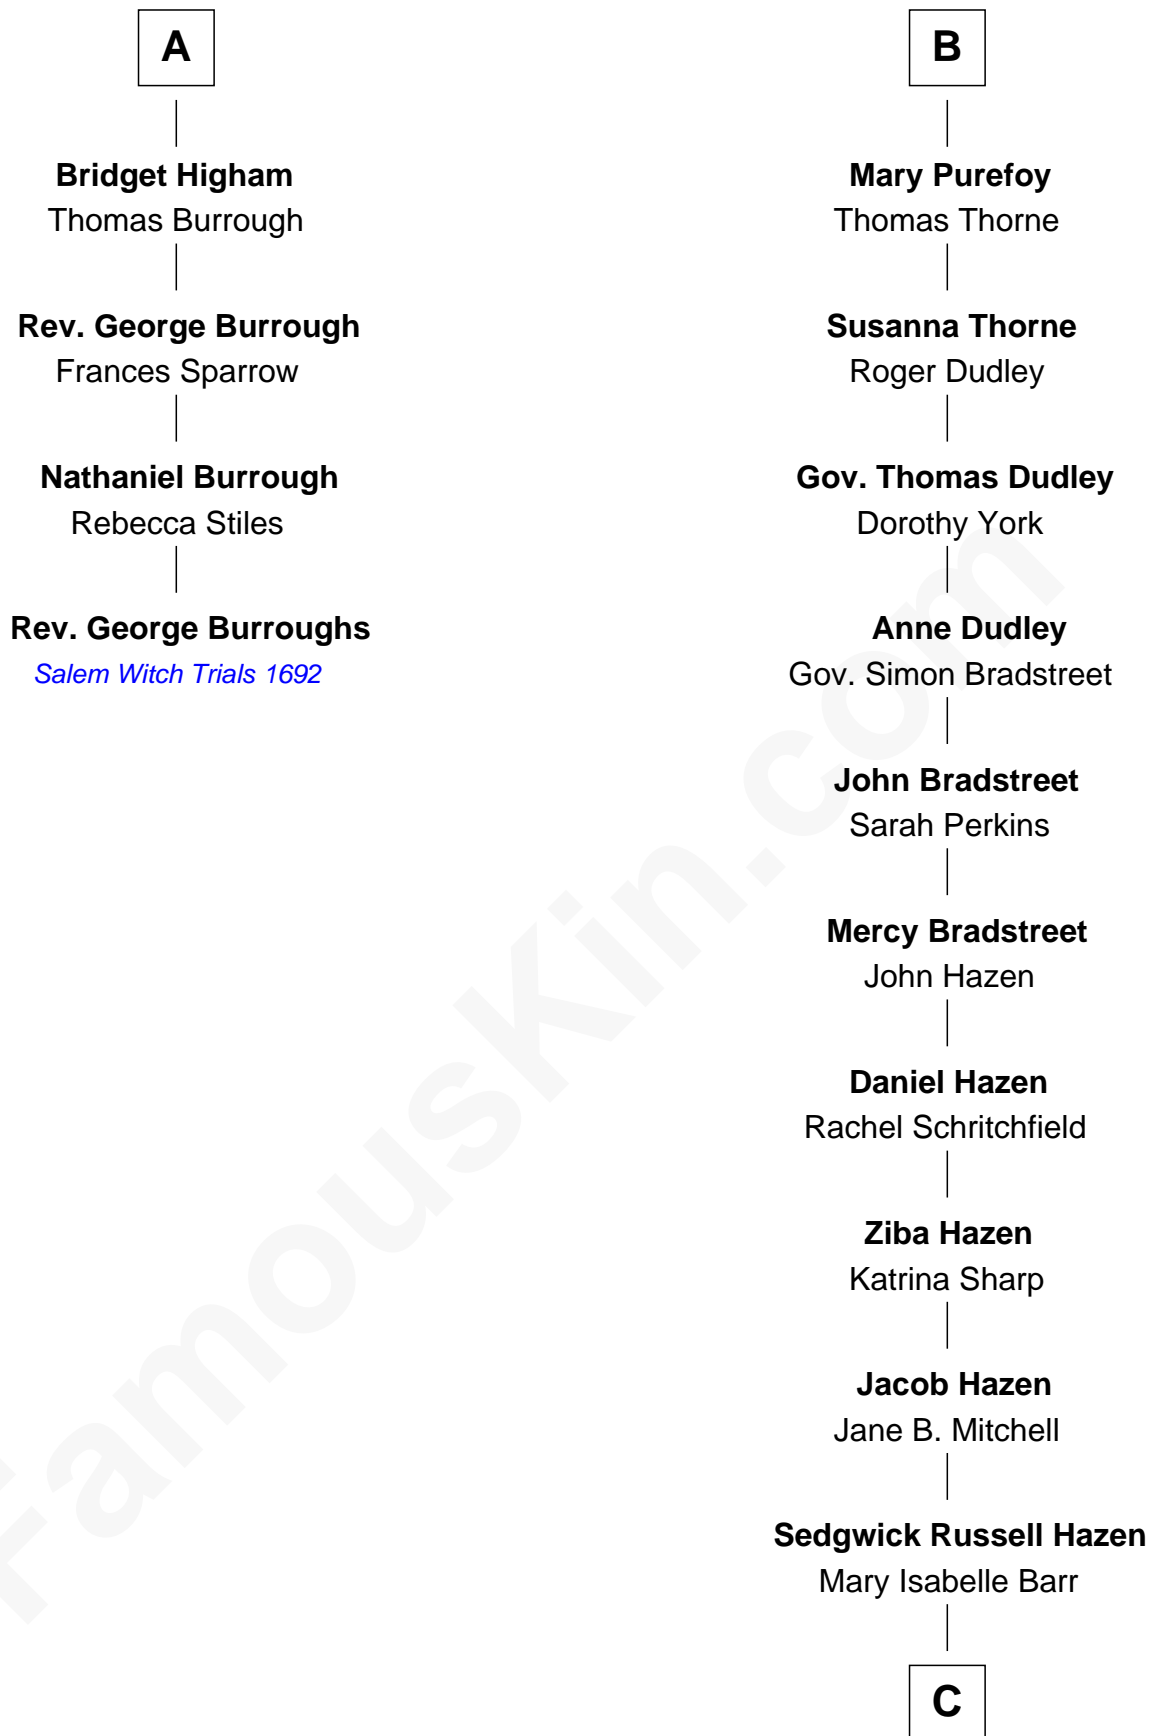 A
Bridget Higham
Thomas Burrough
Rev. George Burrough
Frances Sparrow
Nathaniel Burrough
Rebecca Stiles
Rev. George Burroughs
Salem Witch Trials 1692
B
Mary Purefoy
Thomas Thorne
Susanna Thorne
Roger Dudley
Gov. Thomas Dudley
Dorothy York
Anne Dudley
Gov. Simon Bradstreet
John Bradstreet
Sarah Perkins
Mercy Bradstreet
John Hazen
Daniel Hazen
Rachel Schritchfield
Ziba Hazen
Katrina Sharp
Jacob Hazen
Jane B. Mitchell
Sedgwick Russell Hazen
Mary Isabelle Barr
C
FamousKin.com